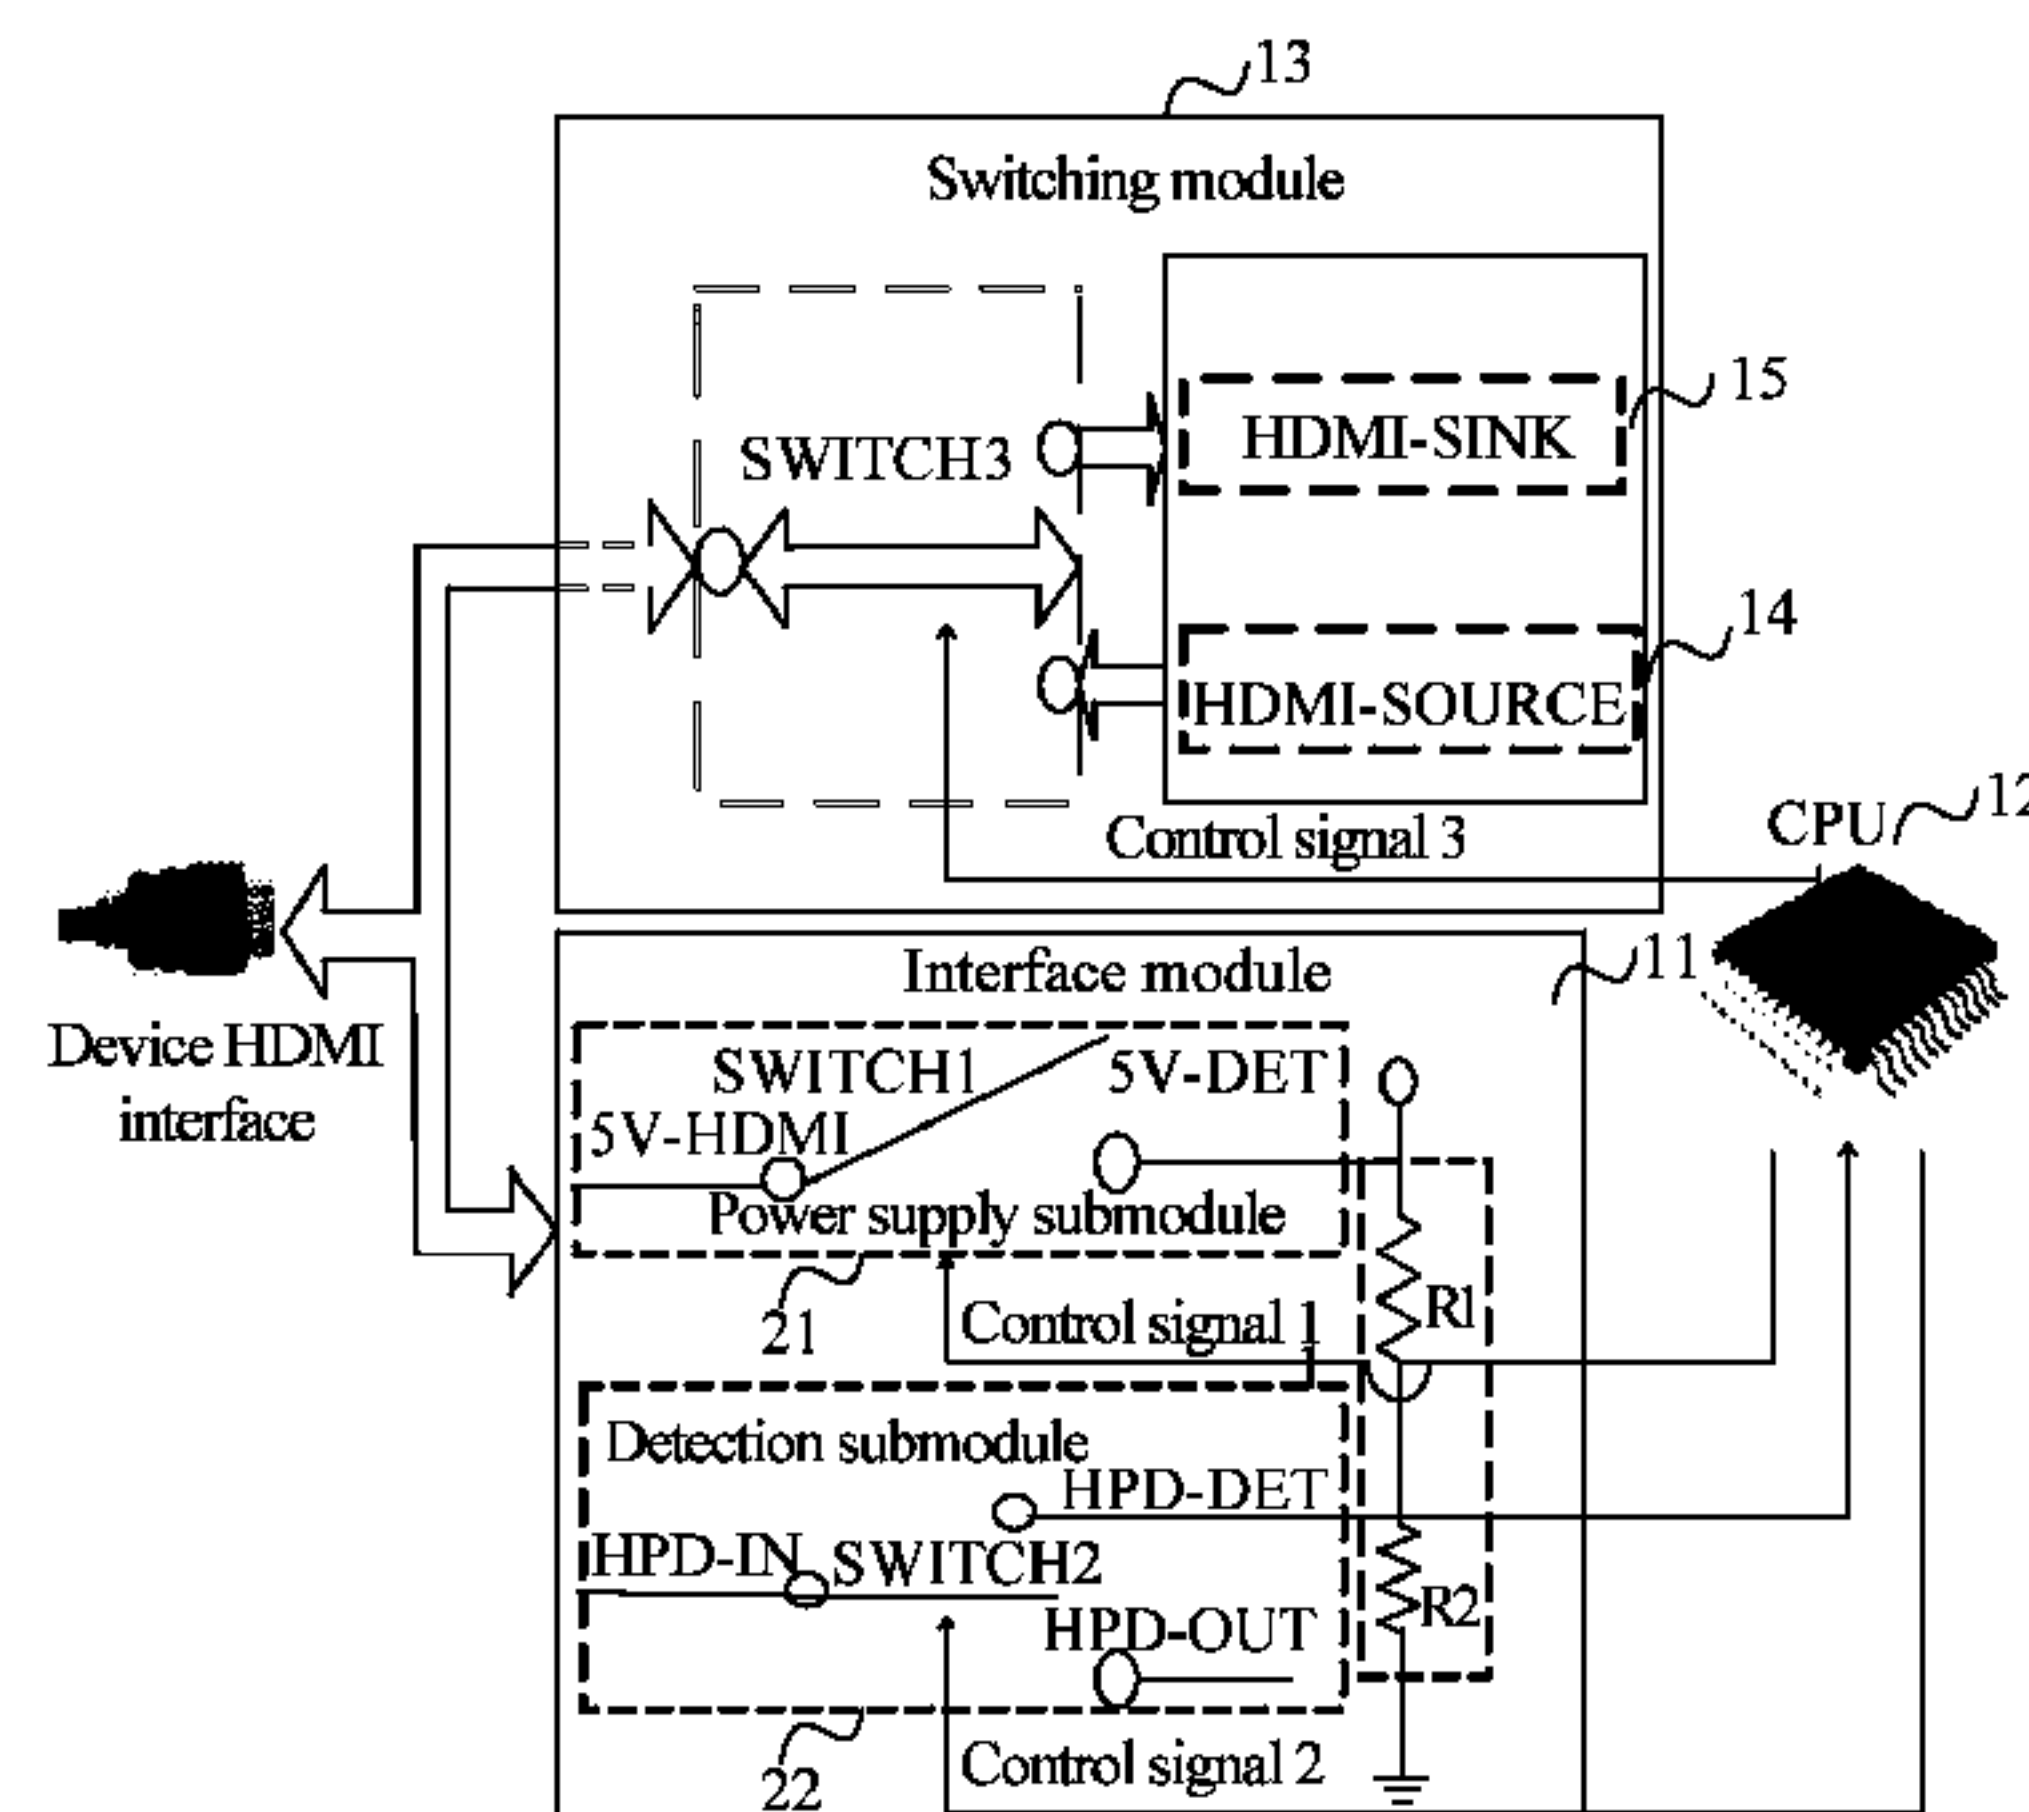 13
Switching module
15
HDMI-SINK
SWITCH3
14
HDMI-SOURCE
12
CPU
Control signal 3
Interface module
11
Device HDMI
interface
SWITCH1
5V-DET
5V-HDMI
Power supply submodule
21
Control signal 1
R1
Detection submodule
HPD-DET
HPD-IN
SWITCH2
R2
HPD-OUT
22
Control signal 2